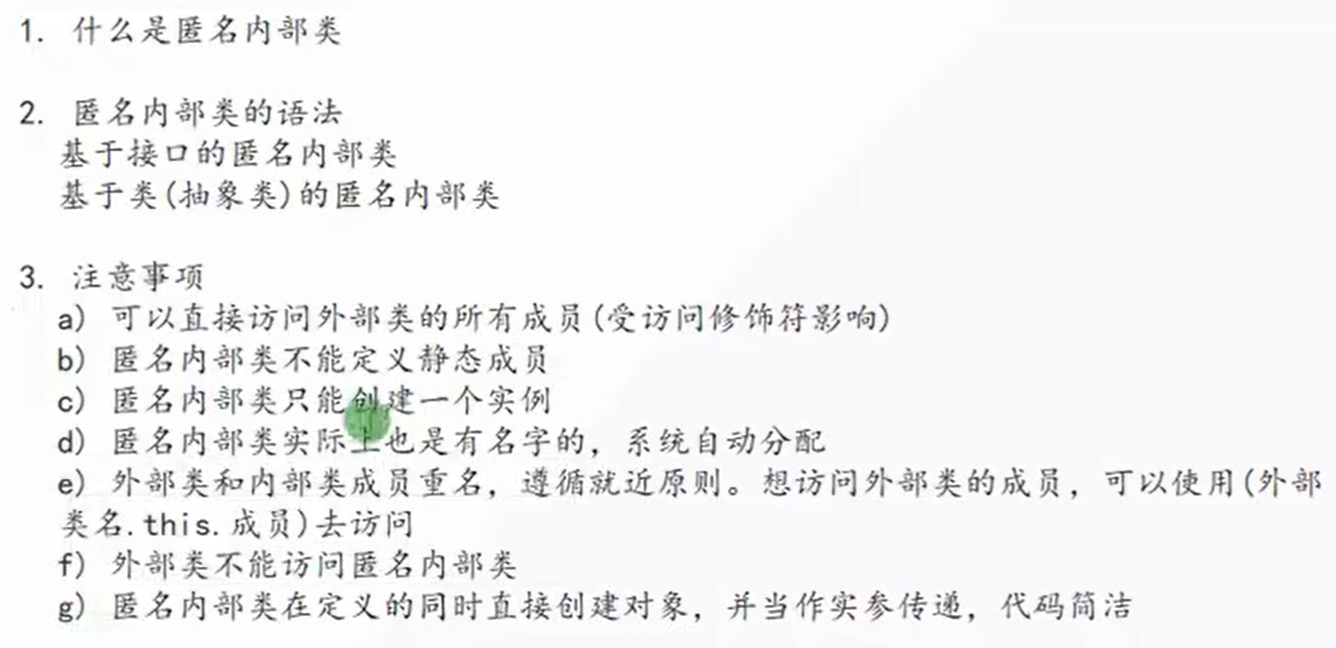 1. 什么是匿名内部类
2. 匿名内部类的语法
基于接口的匿名内部类
基于类(抽象类)的匿名内部类
3. 注意事项
a) 可以直接访问外部类的所有成员(受访问修饰符影响)
b) 匿名内部类不能定义静态成员
c) 匿名内部类只能创建一个实例
d) 匿名内部类实际上也是有名字的，系统自动分配
e) 外部类和内部类成员重名，遵循就近原则。想访问外部类的成员，可以使用(外部
类名.this.成员)去访问
f) 外部类不能访问匿名内部类
g) 匿名内部类在定义的同时直接创建对象，并当作实参传递，代码简洁